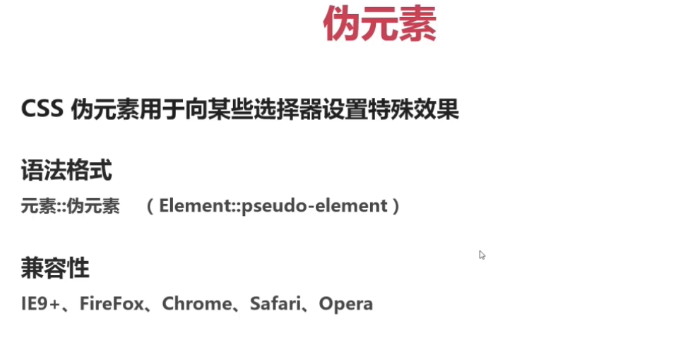 伪元素
CSS 伪元素用于向某些选择器设置特殊效果
语法格式
元素::伪元素 （Element::pseudo-element）
兼容性
IE9+、FireFox、Chrome、Safari、Opera